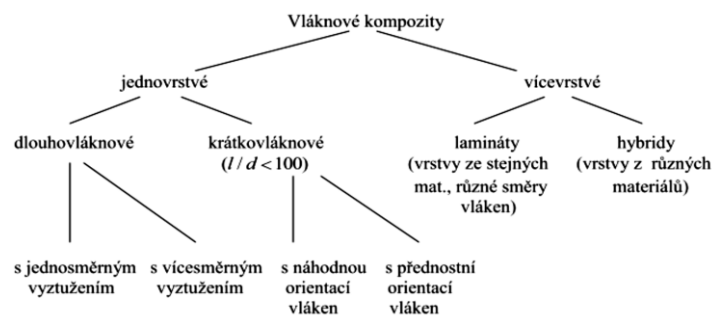 Vláknové kompozity
jednovrstvé
vícevrstvé
dlouhovláknové
krátkovláknové
(l / d < 100)
lamináty
(vrstvy ze stejných
mat., různé směry
vláken)
hybridy
(vrstvy z různých
materiálů)
s jednosměrným
vyztužením
s vícesměrným
vyztužením
s náhodnou
orientací
vláken
s přednostní
orientací
vláken